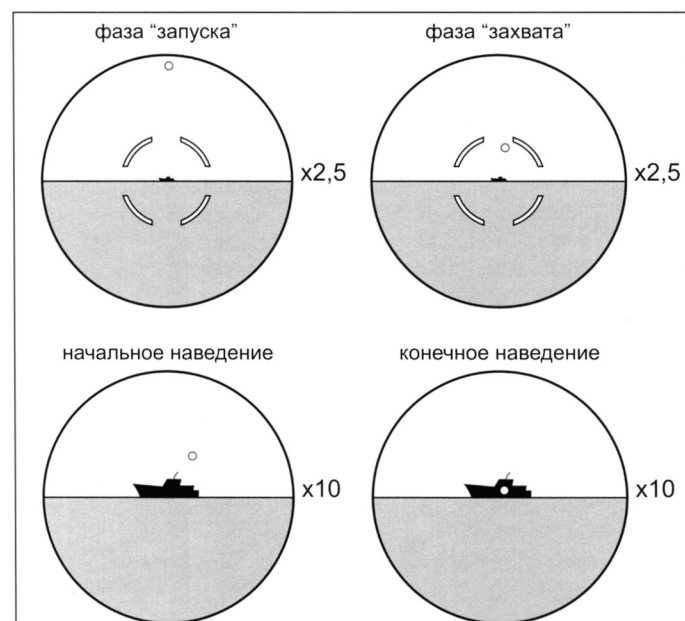 фаза “запуска”
фаза “захвата”
x2,5
x2,5
начальное наведение
конечное наведение
x10
x10